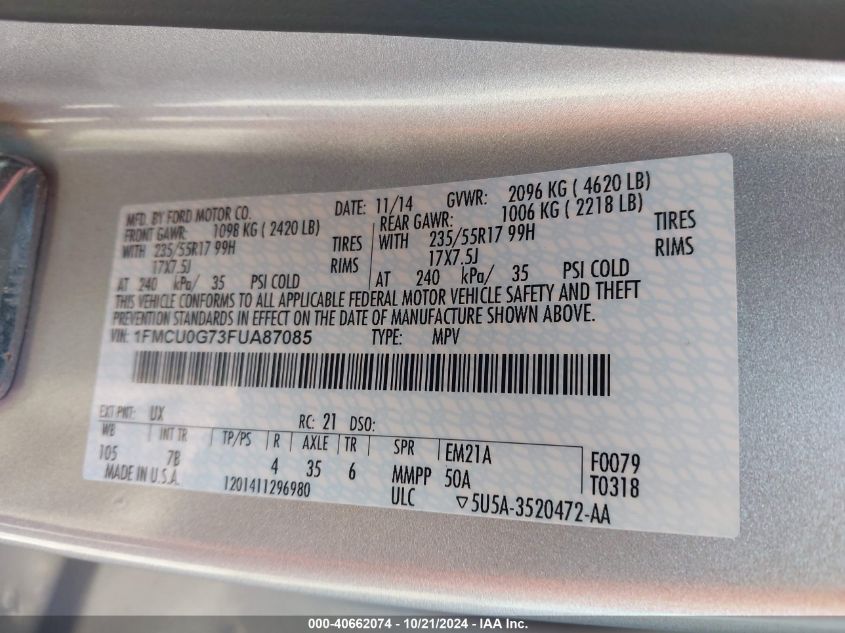 MFD. BY FORD MOTOR CO. DATE: 11/14 GVWR: 2096 KG ( 4620 LB)
FRONT GAWR: 1098 KG ( 2420 LB) REAR GAWR: 1006 KG ( 2218 LB)
WITH 235/55R17 99H TIRES WITH 235/55R17 99H TIRES
17X7.5J RIMS 17X7.5J RIMS
AT 240 kPa/ 35 PSI COLD AT 240 kPa/ 35 PSI COLD
THIS VEHICLE CONFORMS TO ALL APPLICABLE FEDERAL MOTOR VEHICLE SAFETY AND THEFT
PREVENTION STANDARDS IN EFFECT ON THE DATE OF MANUFACTURE SHOWN ABOVE.
VIN: 1FMCU0G73FUA87085 TYPE: MPV
EXT PNT: UX RC: 21 DSO:
WB INT TR TP/PS R AXLE TR SPR EM21A F0079
105 7B 4 35 6 MMPP 50A T0318
MADE IN U.S.A. 1201411296980 ULC ▽5U5A-3520472-AA
000-40662074 - 10/21/2024 - IAA Inc.